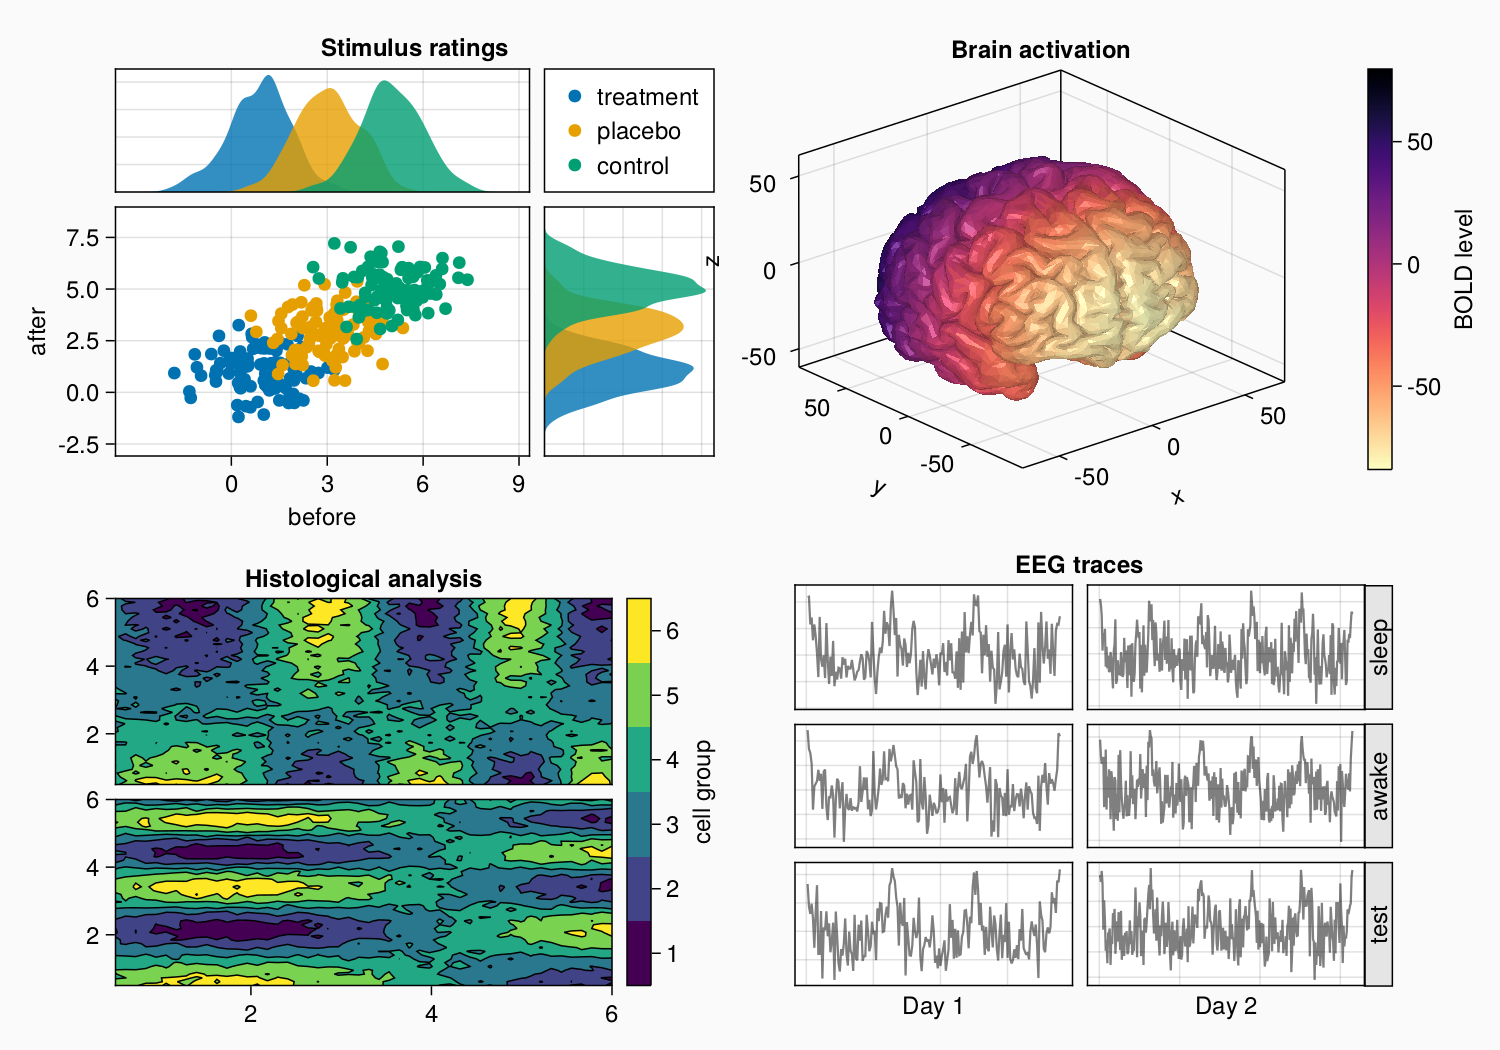 Stimulus ratings
treatment
placebo
control
7.5
5.0
2.5
0.0
-2.5
after
0 3 6 9
before
Brain activation
50
0
-50
z
50
0
-50
y
-50
0
50
x
50
0
-50
BOLD level
Histological analysis
6
4
2
6
4
2
2 4 6
6
5
4
3
2
1
cell group
EEG traces
sleep
awake
test
Day 1 Day 2